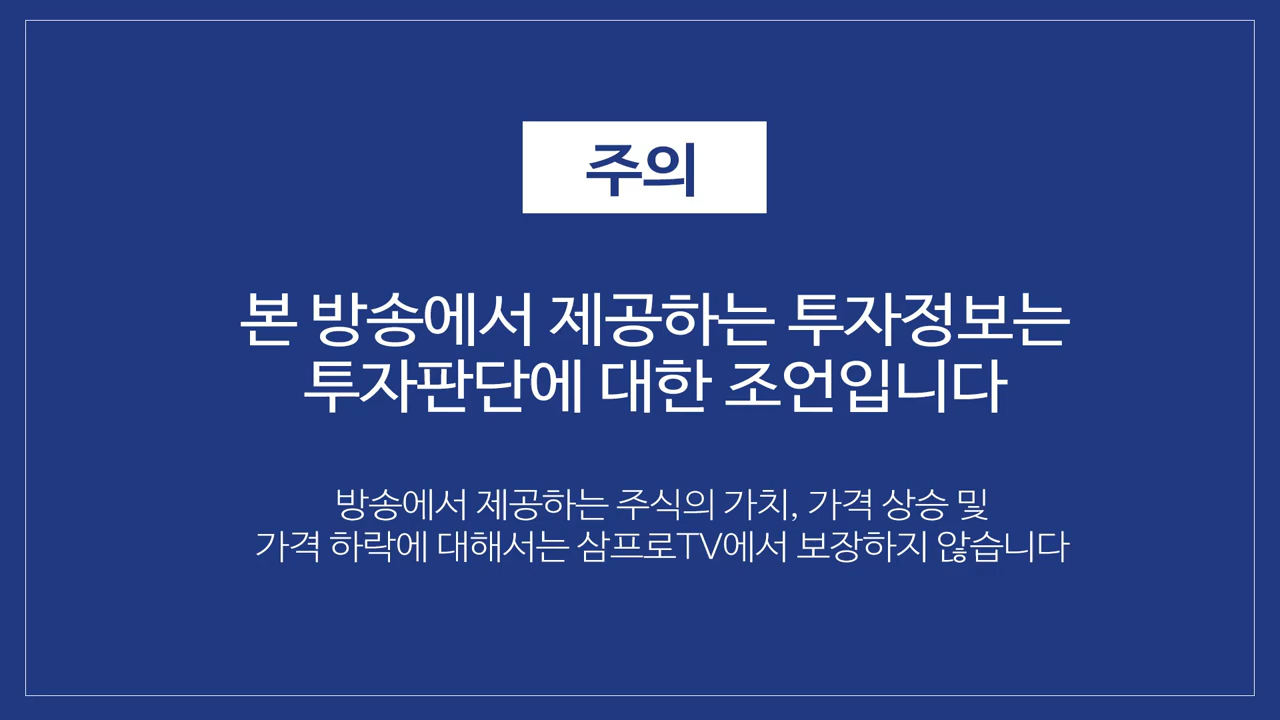 주의
본 방송에서 제공하는 투자정보는
투자판단에 대한 조언입니다
방송에서 제공하는 주식의 가치, 가격 상승 및
가격 하락에 대해서는 삼프로TV에서 보장하지 않습니다